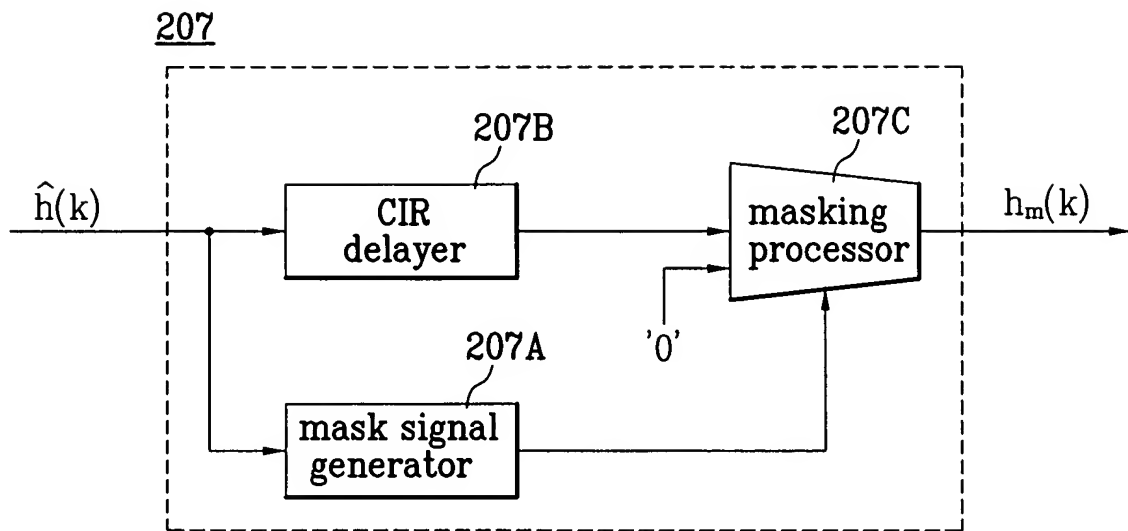 207
207B
207C
ĥ(k)
CIR
delayer
masking
processor
hₘ(k)
'0'
207A
mask signal
generator